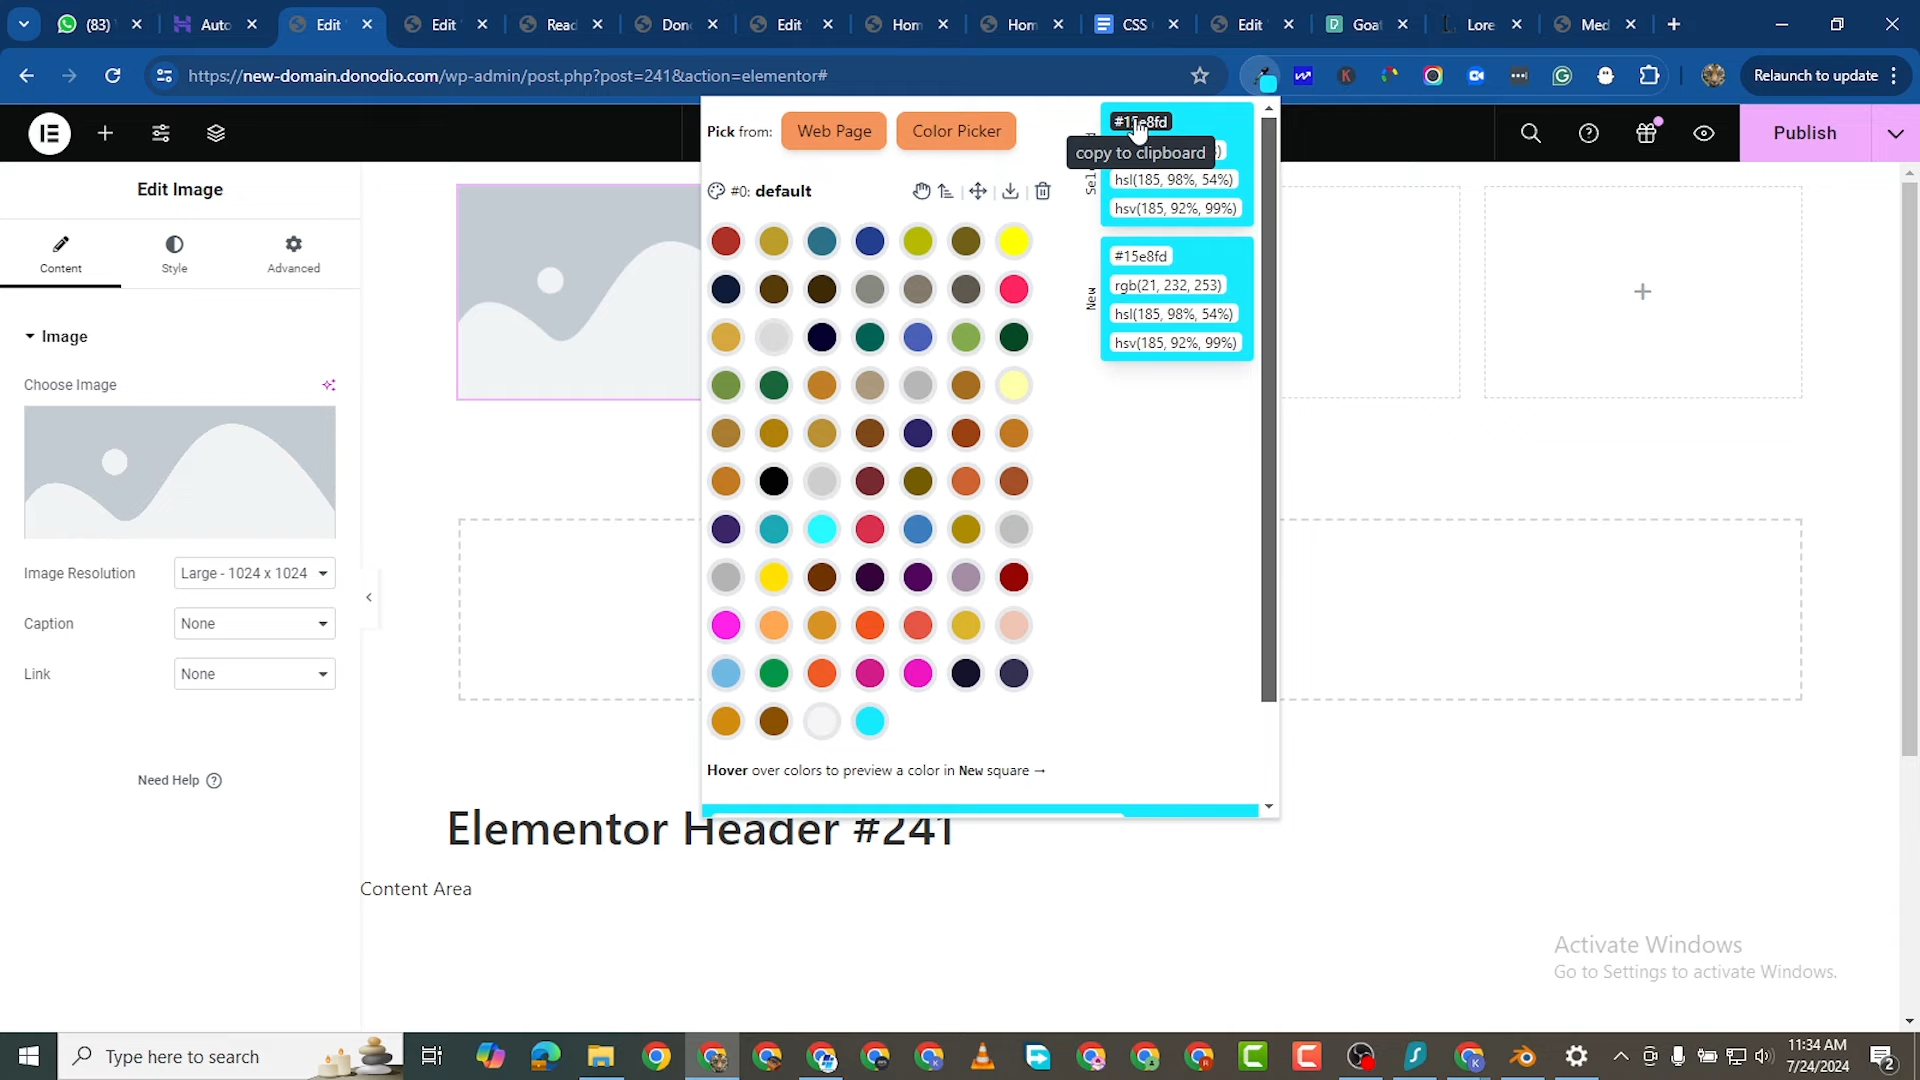 (83)
Auto
Edit
Edit
Read
Don
Edit
Hom
Hom
CSS
Edit
Goat
Lore
Med
https://new-domain.donodio.com/wp-admin/post.php?post=241&action=elementor#
Relaunch to update
Publish
Edit Image
Content
Style
Advanced
Image
Choose Image
Image Resolution
Large - 1024 x 1024
Caption
None
Link
None
Need Help
Pick from:
Web Page
Color Picker
#0: default
#15e8fd
copy to clipboard
hsl(185, 98%, 54%)
hsv(185, 92%, 99%)
New
#15e8fd
rgb(21, 232, 253)
hsl(185, 98%, 54%)
hsv(185, 92%, 99%)
Hover over colors to preview a color in New square →
Elementor Header #241
Content Area
Activate Windows
Go to Settings to activate Windows.
Type here to search
11:34 AM
7/24/2024
2